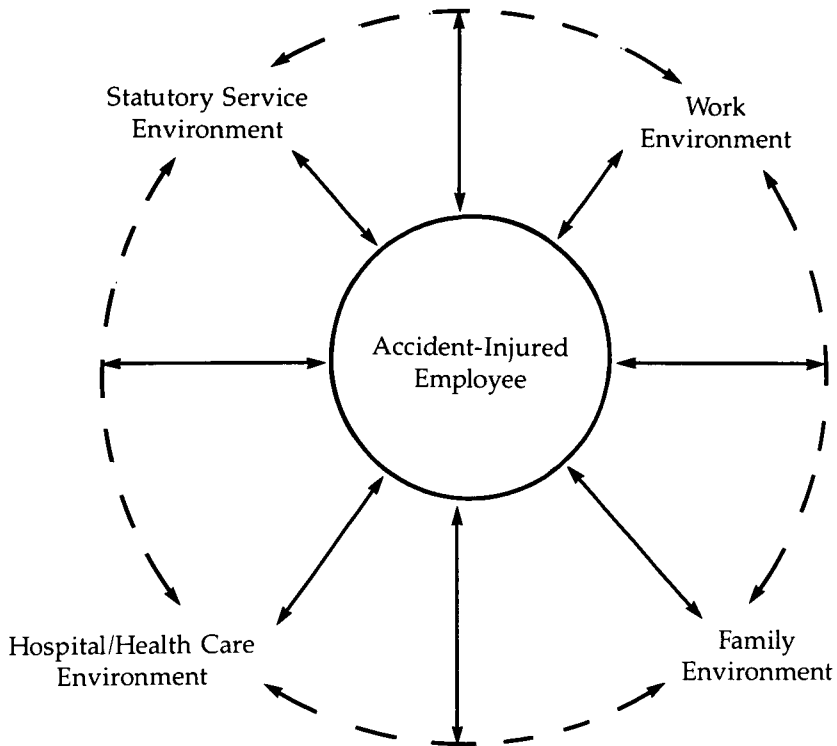 Statutory Service
Environment
Work
Environment
Accident-Injured
Employee
Hospital/Health Care
Environment
Family
Environment